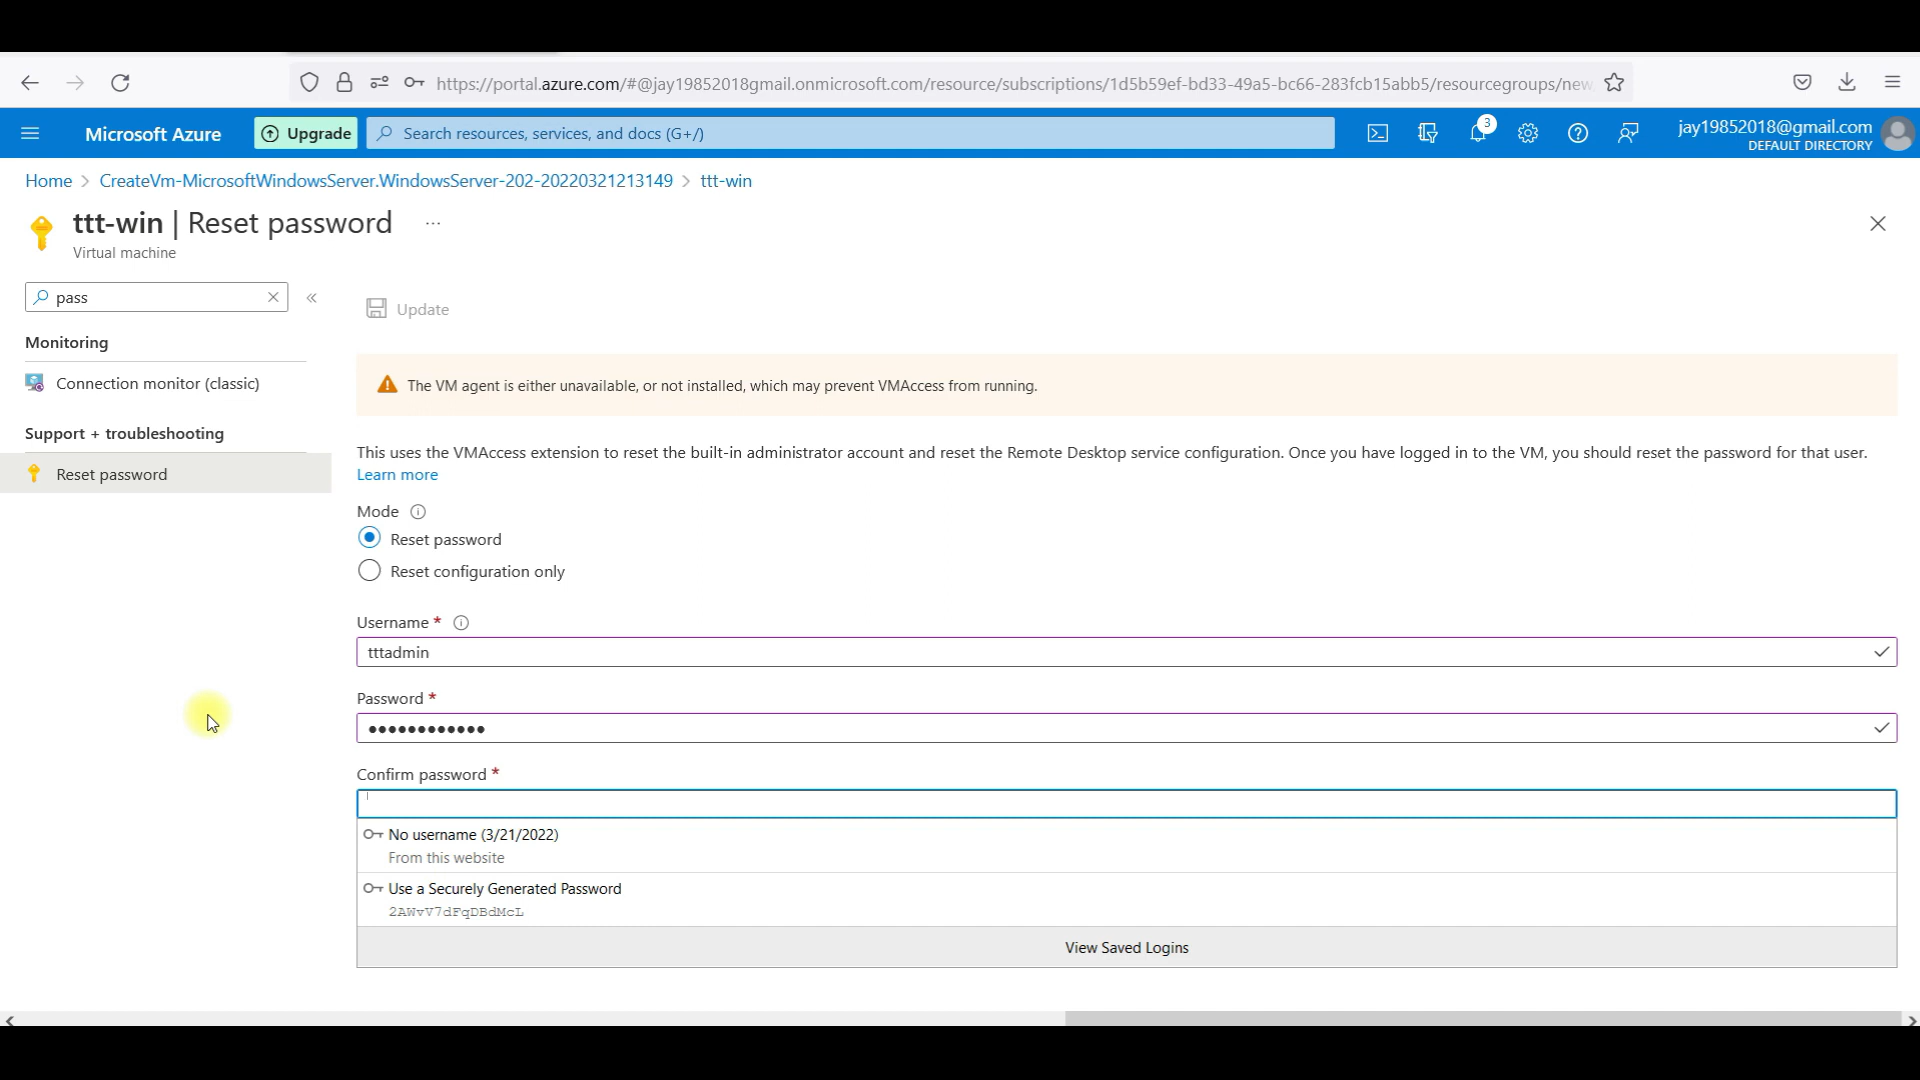 https://portal.azure.com/#@jay19852018gmail.onmicrosoft.com/resource/subscriptions/1d5b59ef-bd33-49a5-bc66-283fcb15abb5/resourcegroups/new
Microsoft Azure
Upgrade
Search resources, services, and docs (G+/)
3
jay19852018@gmail.com
DEFAULT DIRECTORY
Home > CreateVm-MicrosoftWindowsServer.WindowsServer-202-20220321213149 > ttt-win
ttt-win | Reset password ...
Virtual machine
pass
«
Update
Monitoring
Connection monitor (classic)
Support + troubleshooting
Reset password
The VM agent is either unavailable, or not installed, which may prevent VMAccess from running.
This uses the VMAccess extension to reset the built-in administrator account and reset the Remote Desktop service configuration. Once you have logged in to the VM, you should reset the password for that user.
Learn more
Mode
Reset password
Reset configuration only
Username *
tttadmin
Password *
••••••••••••
Confirm password *
No username (3/21/2022)
From this website
Use a Securely Generated Password
2AWvV7dFqDBdMcL
View Saved Logins